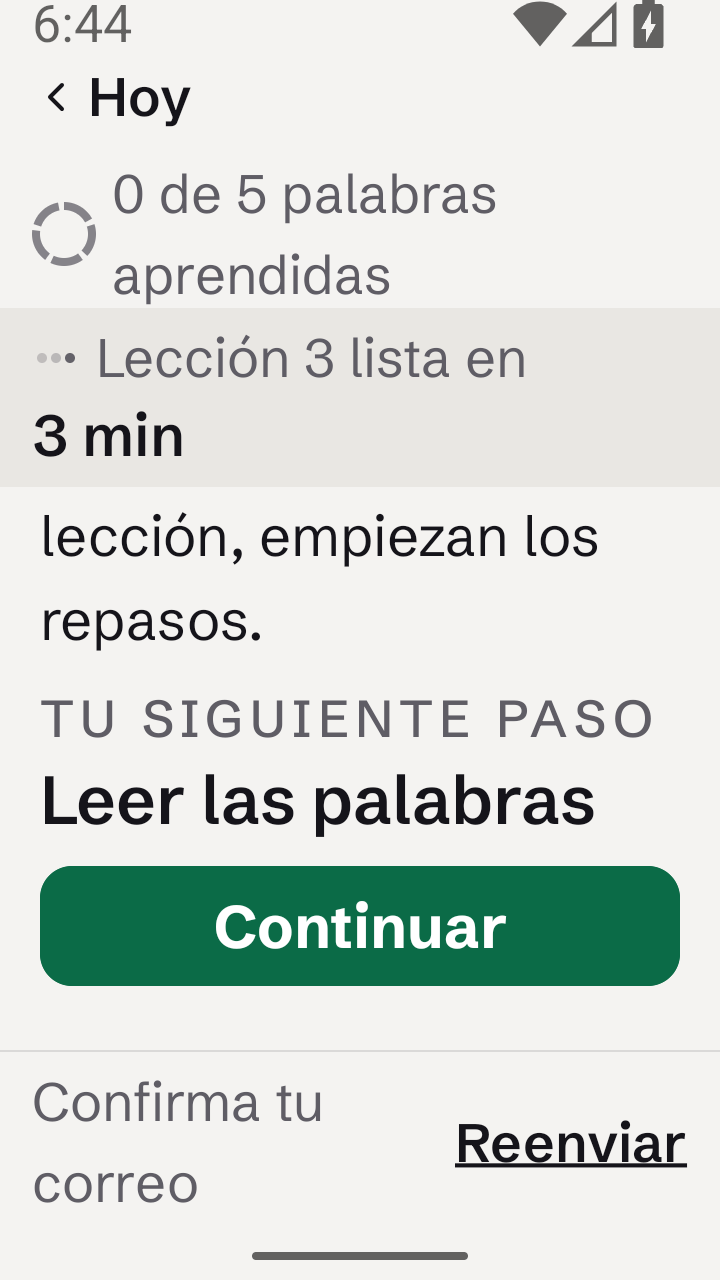 6:44
Hoy
0 de 5 palabras
aprendidas
Lección 3 lista en
3 min
lección, empiezan los
repasos.
TU SIGUIENTE PASO
Leer las palabras
Continuar
Confirma tu
correo
Reenviar